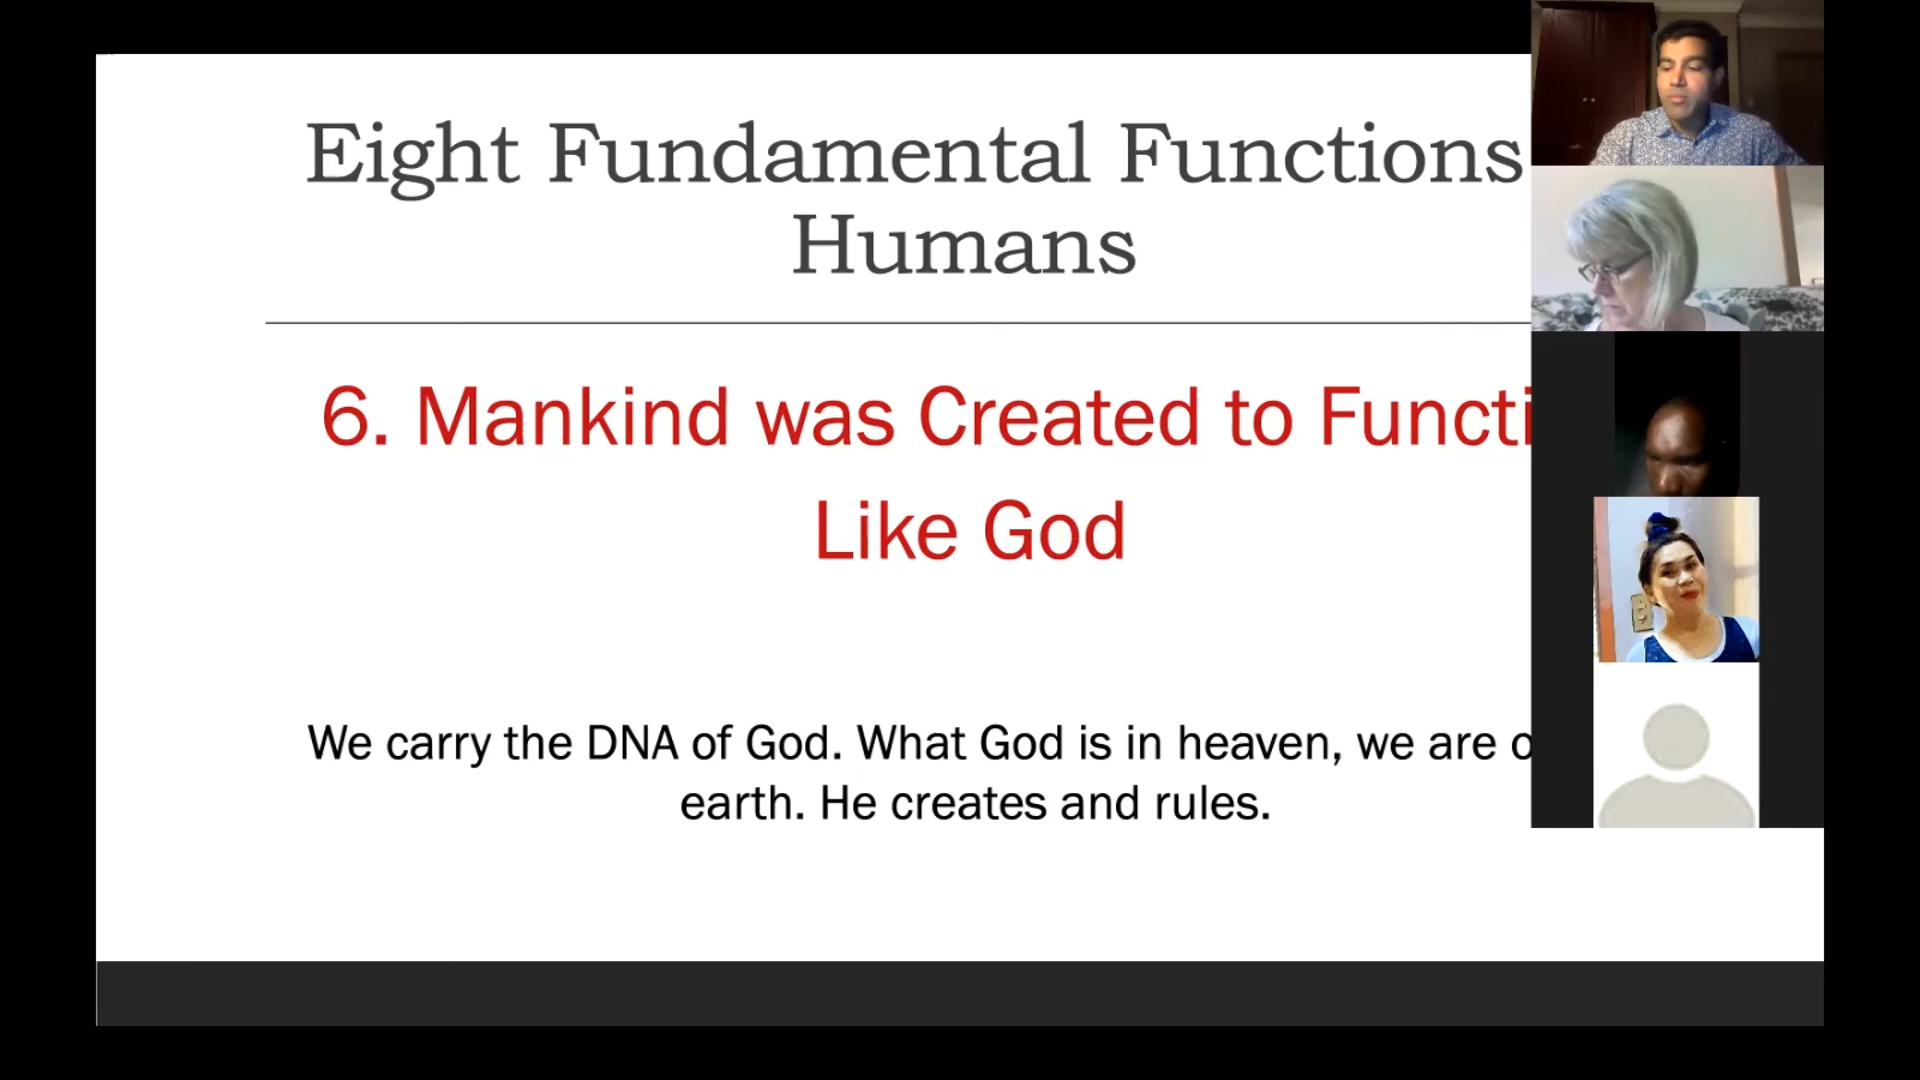 Eight Fundamental Functions
Humans
6. Mankind was Created to Functi
Like God
We carry the DNA of God. What God is in heaven, we are o
earth. He creates and rules.